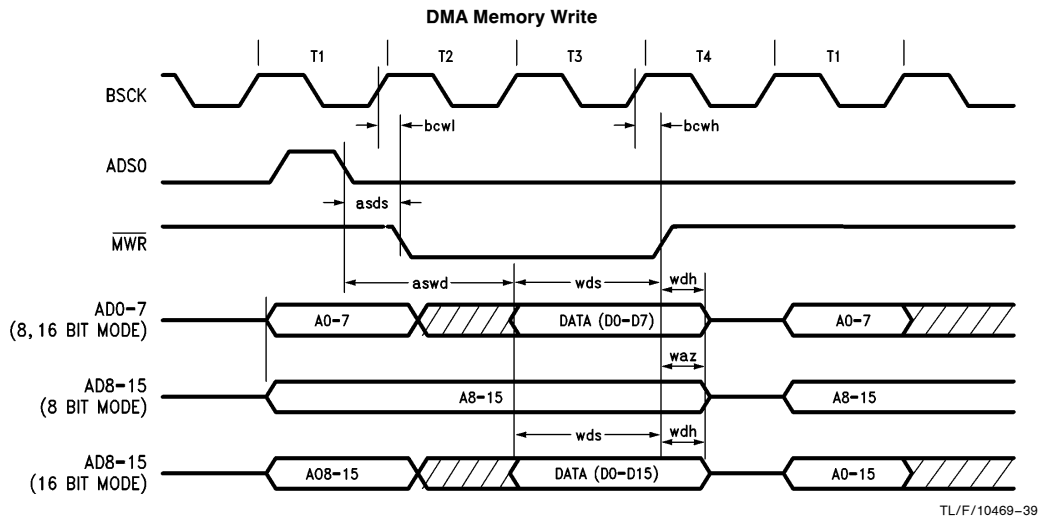 DMA Memory Write
T1 T2 T3 T4 T1
BSCK
bcwl bcwh
ADS0
asds
MWR
aswd wds wdh
AD0-7
(8,16 BIT MODE)
A0-7 DATA (D0-D7) A0-7
waz
AD8-15
(8 BIT MODE)
A8-15 A8-15
wds wdh
AD8-15
(16 BIT MODE)
A08-15 DATA (D0-D15) A0-15
TL/F/10469-39